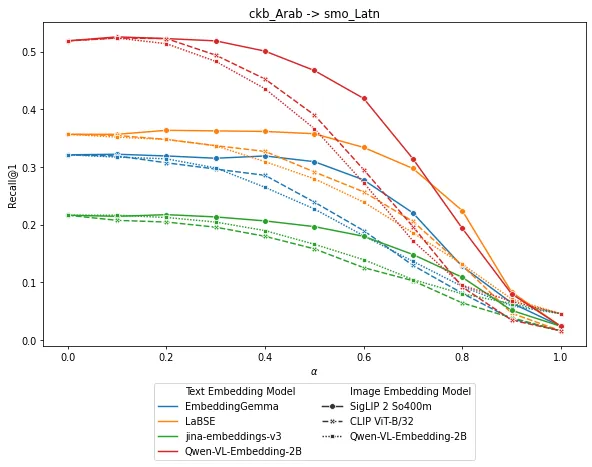 ckb_Arab -> smo_Latn
Recall@1
0.5
0.4
0.3
0.2
0.1
0.0
0.0 0.2 0.4 0.6 0.8 1.0
α
Text Embedding Model Image Embedding Model
EmbeddingGemma SigLIP 2 So400m
LaBSE CLIP ViT-B/32
jina-embeddings-v3 Qwen-VL-Embedding-2B
Qwen-VL-Embedding-2B